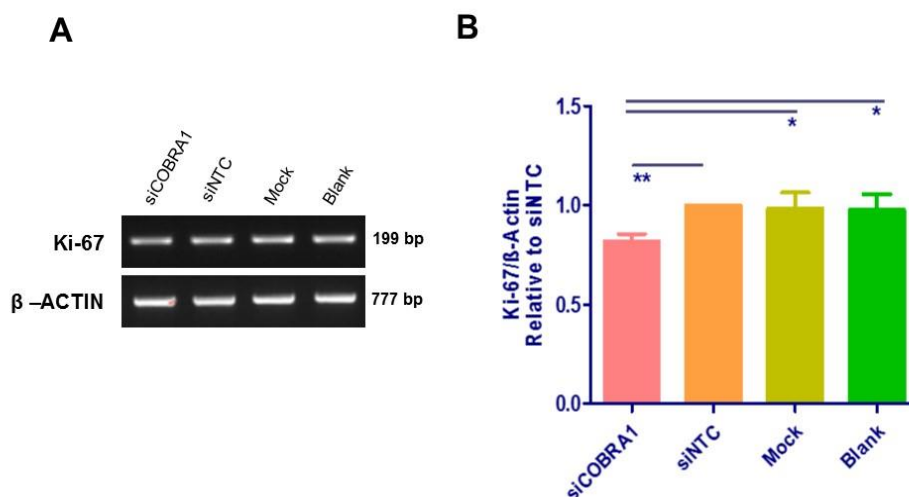 A
siCOBRA1
siNTC
Mock
Blank
Ki-67
199 bp
β –ACTIN
777 bp
B
Ki-67/ß-Actin
Relative to siNTC
1.5
1.0
0.5
0.0
**
*
*
siCOBRA1
siNTC
Mock
Blank